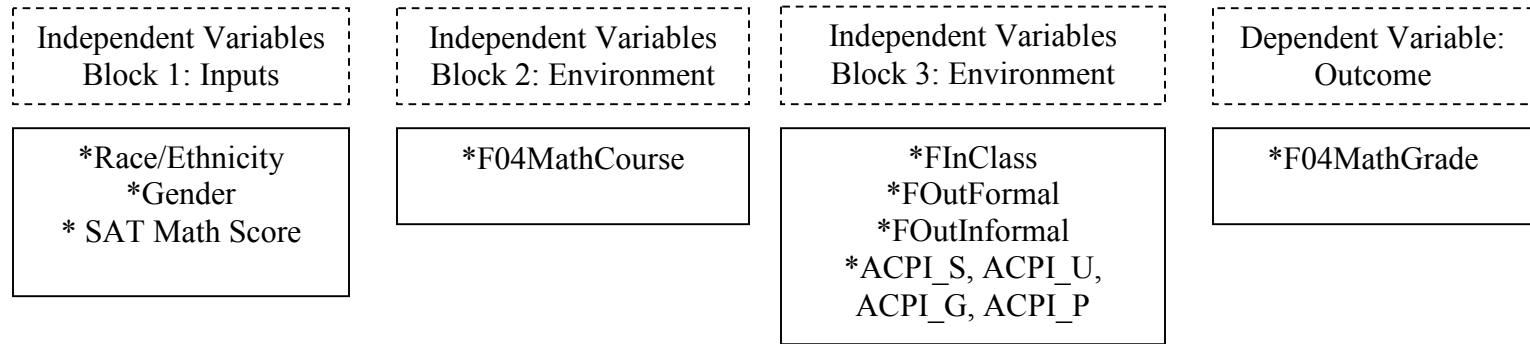 Independent Variables
Block 1: Inputs
*Race/Ethnicity
*Gender
* SAT Math Score
Independent Variables
Block 2: Environment
*F04MathCourse
Independent Variables
Block 3: Environment
*FInClass
*FOutFormal
*FOutInformal
*ACPI_S, ACPI_U,
ACPI_G, ACPI_P
Dependent Variable:
Outcome
*F04MathGrade